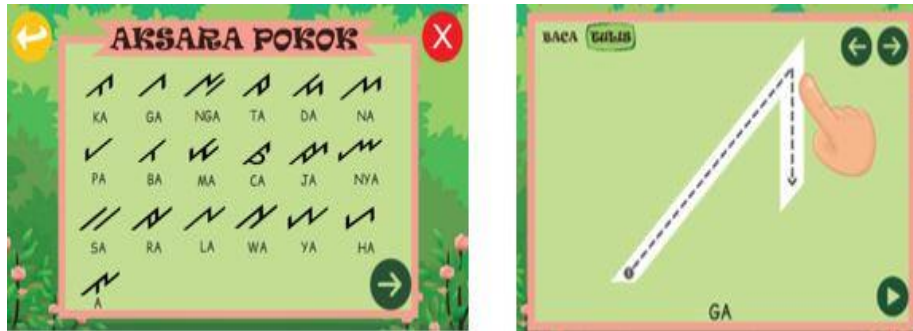 AKSARA POKOK
X
KA GA NGA TA DA NA
PA BA MA CA JA NYA
SA RA LA WA YA HA
A
BACA TULIS
GA